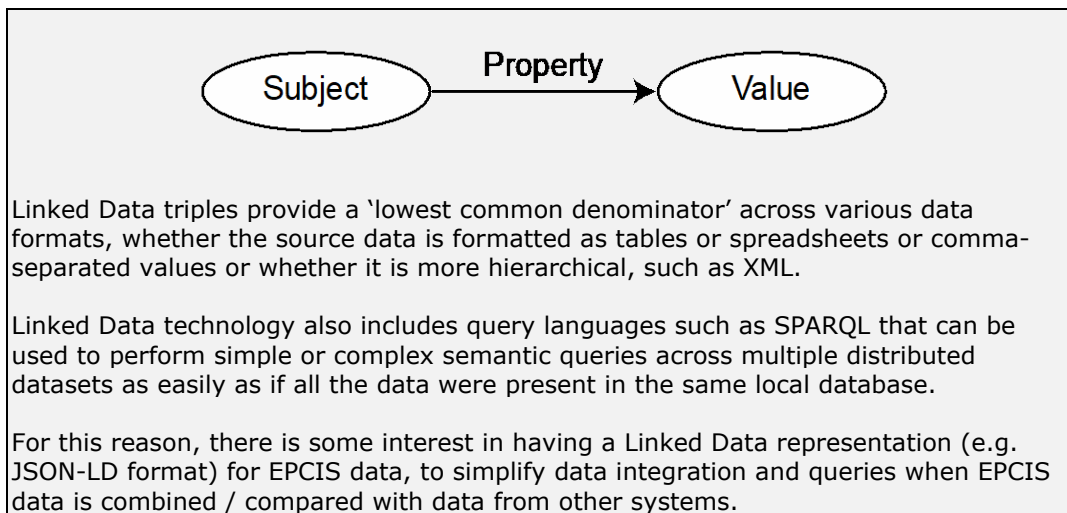 Property
Subject
Value
Linked Data triples provide a ‘lowest common denominator’ across various data
formats, whether the source data is formatted as tables or spreadsheets or comma-
separated values or whether it is more hierarchical, such as XML.
Linked Data technology also includes query languages such as SPARQL that can be
used to perform simple or complex semantic queries across multiple distributed
datasets as easily as if all the data were present in the same local database.
For this reason, there is some interest in having a Linked Data representation (e.g.
JSON-LD format) for EPCIS data, to simplify data integration and queries when EPCIS
data is combined / compared with data from other systems.